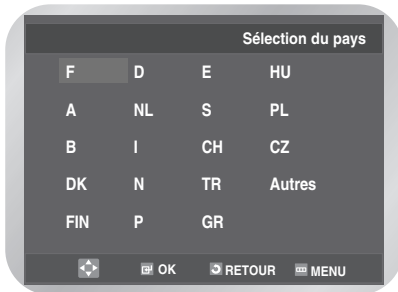 Sélection du pays
F D E HU
A NL S PL
B I CH CZ
DK N TR Autres
FIN P GR
OK RETOUR MENU